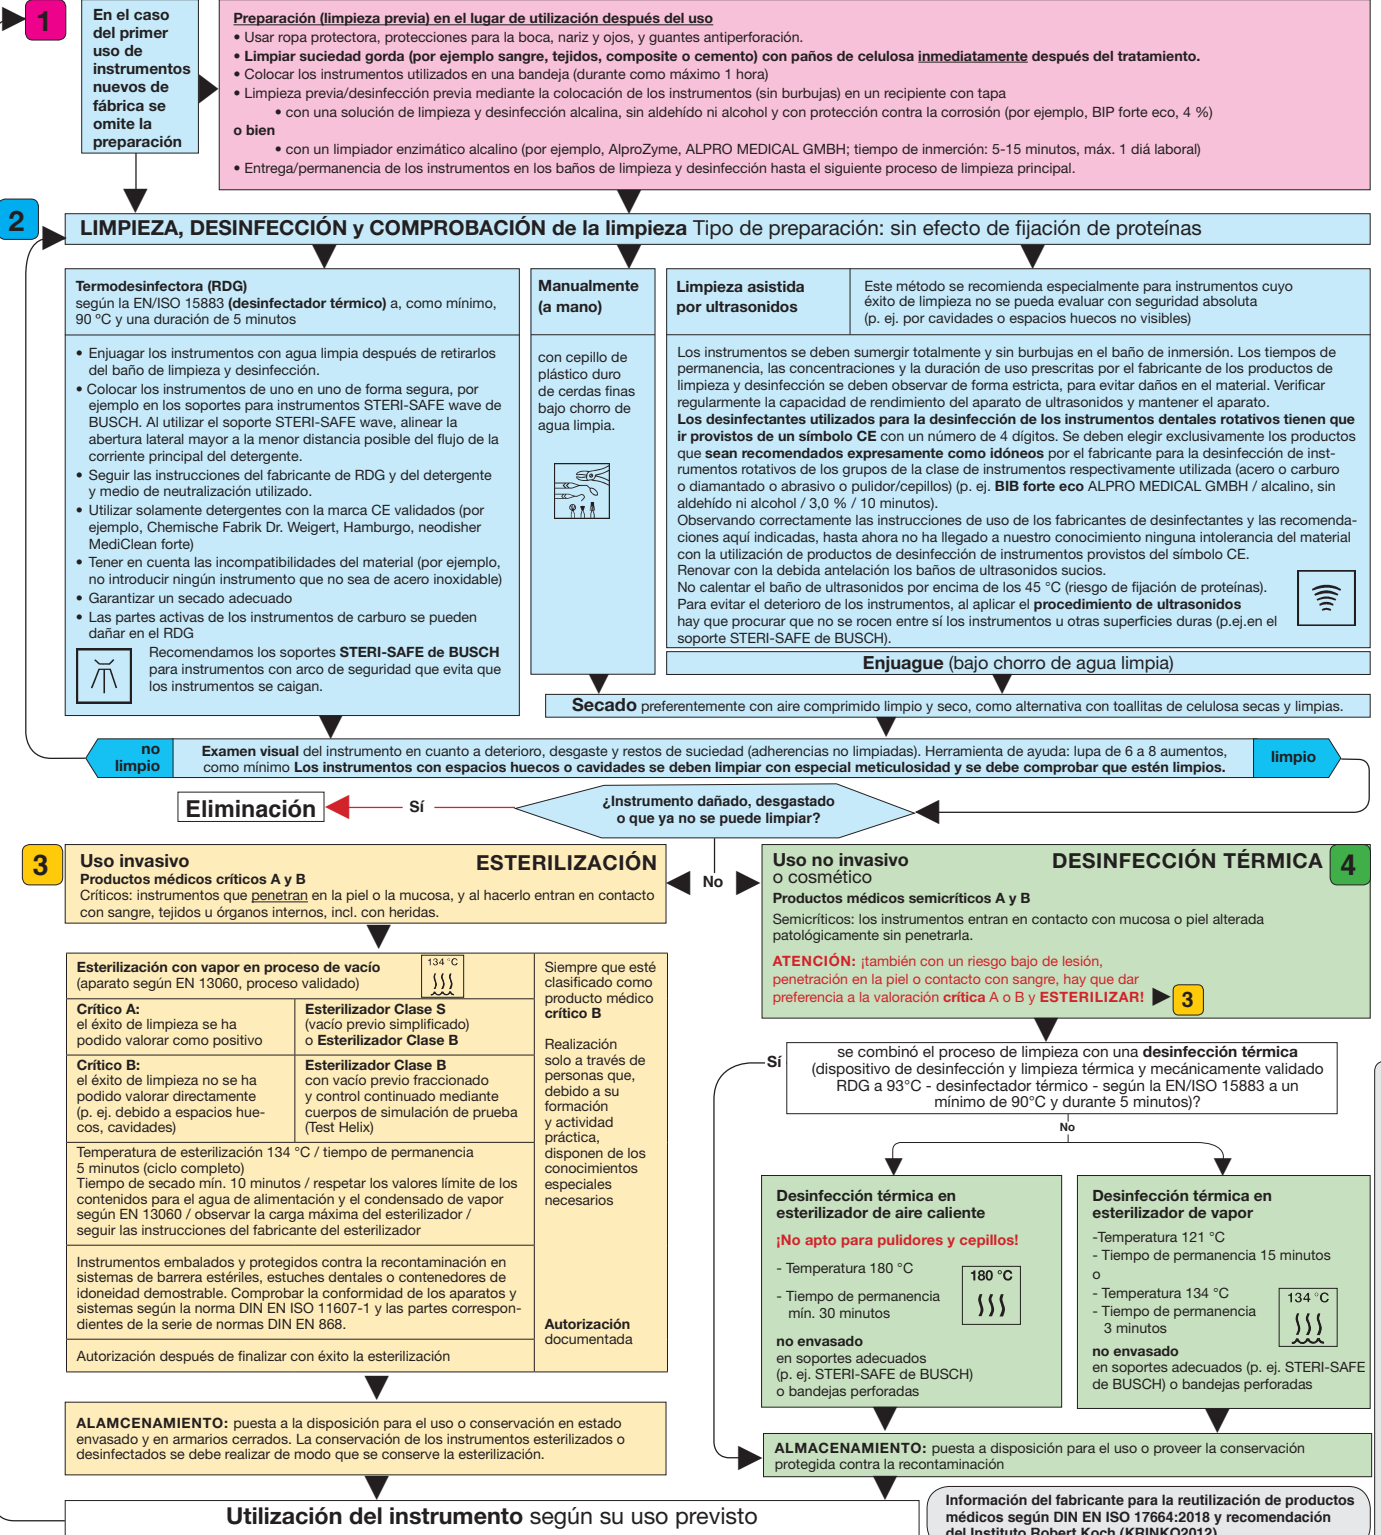 1
En el caso
del primer
uso de
instrumentos
nuevos de
fábrica se
omite la
preparación
Preparación (limpieza previa) en el lugar de utilización después del uso
• Usar ropa protectora, protecciones para la boca, nariz y ojos, y guantes antiperforación.
• Limpiar suciedad gorda (por ejemplo sangre, tejidos, composite o cemento) con paños de celulosa inmediatamente después del tratamiento.
• Colocar los instrumentos utilizados en una bandeja (durante como máximo 1 hora)
• Limpieza previa/desinfección previa mediante la colocación de los instrumentos (sin burbujas) en un recipiente con tapa
• con una solución de limpieza y desinfección alcalina, sin aldehído ni alcohol y con protección contra la corrosión (por ejemplo, BIP forte eco, 4 %)
o bien
• con un limpiador enzimático alcalino (por ejemplo, AlproZyme, ALPRO MEDICAL GMBH; tiempo de inmerción: 5-15 minutos, máx. 1 diá laboral)
• Entrega/permanencia de los instrumentos en los baños de limpieza y desinfección hasta el siguiente proceso de limpieza principal.
2
LIMPIEZA, DESINFECCIÓN y COMPROBACIÓN de la limpieza Tipo de preparación: sin efecto de fijación de proteínas
Termodesinfectora (RDG)
según la EN/ISO 15883 (desinfectador térmico) a, como mínimo,
90 ºC y una duración de 5 minutos
• Enjuagar los instrumentos con agua limpia después de retirarlos
del baño de limpieza y desinfección.
• Colocar los instrumentos de uno en uno de forma segura, por
ejemplo en los soportes para instrumentos STERI-SAFE wave de
BUSCH. Al utilizar el soporte STERI-SAFE wave, alinear la
abertura lateral mayor a la menor distancia posible del flujo de la
corriente principal del detergente.
• Seguir las instrucciones del fabricante de RDG y del detergente
y medio de neutralización utilizado.
• Utilizar solamente detergentes con la marca CE validados (por
ejemplo, Chemische Fabrik Dr. Weigert, Hamburgo, neodisher
MediClean forte)
• Tener en cuenta las incompatibilidades del material (por ejemplo,
no introducir ningún instrumento que no sea de acero inoxidable)
• Garantizar un secado adecuado
• Las partes activas de los instrumentos de carburo se pueden
dañar en el RDG
Recomendamos los soportes STERI-SAFE de BUSCH
para instrumentos con arco de seguridad que evita que
los instrumentos se caigan.
Manualmente
(a mano)
con cepillo de
plástico duro
de cerdas finas
bajo chorro de
agua limpia.
Limpieza asistida
por ultrasonidos
Este método se recomienda especialmente para instrumentos cuyo
éxito de limpieza no se pueda evaluar con seguridad absoluta
(p. ej. por cavidades o espacios huecos no visibles)
Los instrumentos se deben sumergir totalmente y sin burbujas en el baño de inmersión. Los tiempos de
permanencia, las concentraciones y la duración de uso prescritas por el fabricante de los productos de
limpieza y desinfección se deben observar de forma estricta, para evitar daños en el material. Verificar
regularmente la capacidad de rendimiento del aparato de ultrasonidos y mantener el aparato.
Los desinfectantes utilizados para la desinfección de los instrumentos dentales rotativos tienen que
ir provistos de un símbolo CE con un número de 4 dígitos. Se deben elegir exclusivamente los productos
que sean recomendados expresamente como idóneos por el fabricante para la desinfección de inst-
rumentos rotativos de los grupos de la clase de instrumentos respectivamente utilizada (acero o carburo
o diamantado o abrasivo o pulidor/cepillos) (p. ej. BIB forte eco ALPRO MEDICAL GMBH / alcalino, sin
aldehído ni alcohol / 3,0 % / 10 minutos).
Observando correctamente las instrucciones de uso de los fabricantes de desinfectantes y las recomenda-
ciones aquí indicadas, hasta ahora no ha llegado a nuestro conocimiento ninguna intolerancia del material
con la utilización de productos de desinfección de instrumentos provistos del símbolo CE.
Renovar con la debida antelación los baños de ultrasonidos sucios.
No calentar el baño de ultrasonidos por encima de los 45 °C (riesgo de fijación de proteínas).
Para evitar el deterioro de los instrumentos, al aplicar el procedimiento de ultrasonidos
hay que procurar que no se rocen entre sí los instrumentos u otras superficies duras (p.ej.en el
soporte STERI-SAFE de BUSCH).
Enjuague (bajo chorro de agua limpia)
Secado preferentemente con aire comprimido limpio y seco, como alternativa con toallitas de celulosa secas y limpias.
no
limpio
Examen visual del instrumento en cuanto a deterioro, desgaste y restos de suciedad (adherencias no limpiadas). Herramienta de ayuda: lupa de 6 a 8 aumentos,
como mínimo Los instrumentos con espacios huecos o cavidades se deben limpiar con especial meticulosidad y se debe comprobar que estén limpios.
limpio
Eliminación
Sí
¿Instrumento dañado, desgastado
o que ya no se puede limpiar?
No
3
Uso invasivo
ESTERILIZACIÓN
Productos médicos críticos A y B
Críticos: instrumentos que penetran en la piel o la mucosa, y al hacerlo entran en contacto
con sangre, tejidos u órganos internos, incl. con heridas.
Esterilización con vapor en proceso de vacío
(aparato según EN 13060, proceso validado)
134 °C
Crítico A:
el éxito de limpieza se ha
podido valorar como positivo
Esterilizador Clase S
(vacío previo simplificado)
o Esterilizador Clase B
Crítico B:
el éxito de limpieza no se ha
podido valorar directamente
(p. ej. debido a espacios hue-
cos, cavidades)
Esterilizador Clase B
con vacío previo fraccionado
y control continuado mediante
cuerpos de simulación de prueba
(Test Helix)
Temperatura de esterilización 134 °C / tiempo de permanencia
5 minutos (ciclo completo)
Tiempo de secado mín. 10 minutos / respetar los valores límite de los
contenidos para el agua de alimentación y el condensado de vapor
según EN 13060 / observar la carga máxima del esterilizador /
seguir las instrucciones del fabricante del esterilizador
Instrumentos embalados y protegidos contra la recontaminación en
sistemas de barrera estériles, estuches dentales o contenedores de
idoneidad demostrable. Comprobar la conformidad de los aparatos y
sistemas según la norma DIN EN ISO 11607-1 y las partes correspon-
dientes de la serie de normas DIN EN 868.
Autorización después de finalizar con éxito la esterilización
Siempre que esté
clasificado como
producto médico
crítico B
Realización
solo a través de
personas que,
debido a su
formación
y actividad
práctica,
disponen de los
conocimientos
especiales
necesarios
Autorización
documentada
ALAMCENAMIENTO: puesta a la disposición para el uso o conservación en estado
envasado y en armarios cerrados. La conservación de los instrumentos esterilizados o
desinfectados se debe realizar de modo que se conserve la esterilización.
Uso no invasivo
o cosmético
DESINFECCIÓN TÉRMICA
4
Productos médicos semicríticos A y B
Semicríticos: los instrumentos entran en contacto con mucosa o piel alterada
patológicamente sin penetrarla.
ATENCIÓN: ¡también con un riesgo bajo de lesión,
penetración en la piel o contacto con sangre, hay que dar
preferencia a la valoración crítica A o B y ESTERILIZAR!
3
Sí
se combinó el proceso de limpieza con una desinfección térmica
(dispositivo de desinfección y limpieza térmica y mecánicamente validado
RDG a 93°C - desinfectador térmico - según la EN/ISO 15883 a un
mínimo de 90°C y durante 5 minutos)?
No
Desinfección térmica en
esterilizador de aire caliente
¡No apto para pulidores y cepillos!
- Temperatura 180 °C
- Tiempo de permanencia
mín. 30 minutos
180 °C
no envasado
en soportes adecuados
(p. ej. STERI-SAFE de BUSCH)
o bandejas perforadas
Desinfección térmica en
esterilizador de vapor
-Temperatura 121 °C
- Tiempo de permanencia 15 minutos
o
- Temperatura 134 °C
- Tiempo de permanencia
3 minutos
134 °C
no envasado
en soportes adecuados (p. ej. STERI-SAFE
de BUSCH) o bandejas perforadas
ALMACENAMIENTO: puesta a disposición para el uso o proveer la conservación
protegida contra la recontaminación
Utilización del instrumento según su uso previsto
Información del fabricante para la reutilización de productos
médicos según DIN EN ISO 17664:2018 y recomendación
del Instituto Robert Koch (KRINKO2012)